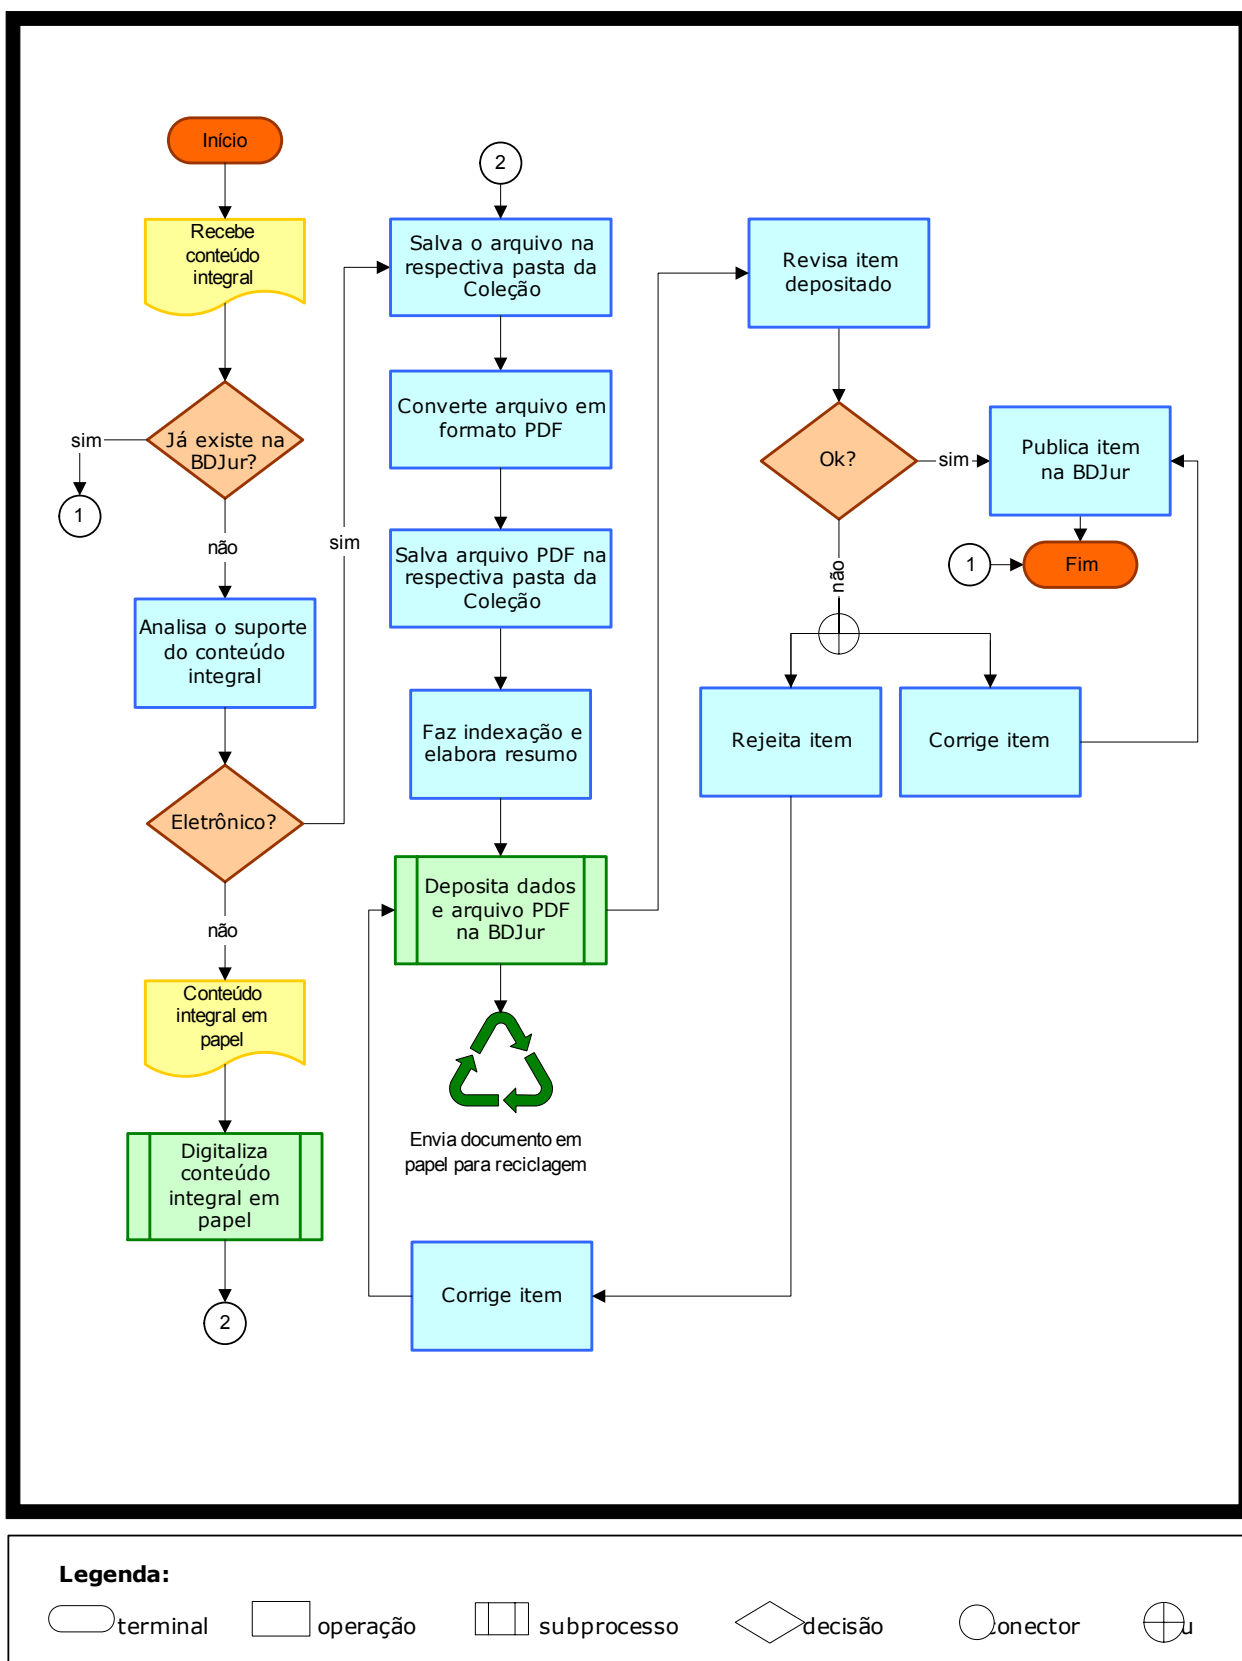 Início
Recebe
conteúdo
integral
Já existe na
BDJur?
sim
1
não
Analisa o suporte
do conteúdo
integral
Eletrônico?
sim
não
Conteúdo
integral em
papel
Digitaliza
conteúdo
integral em
papel
2
2
Salva o arquivo na
respectiva pasta da
Coleção
Converte arquivo em
formato PDF
Salva arquivo PDF na
respectiva pasta da
Coleção
Faz indexação e
elabora resumo
Deposita dados
e arquivo PDF
na BDJur
Envia documento em
papel para reciclagem
Corrige item
Revisa item
depositado
Ok?
sim
não
Publica item
na BDJur
1
Fim
Rejeita item
Corrige item
Legenda:
terminal
operação
subprocesso
decisão
onector
u